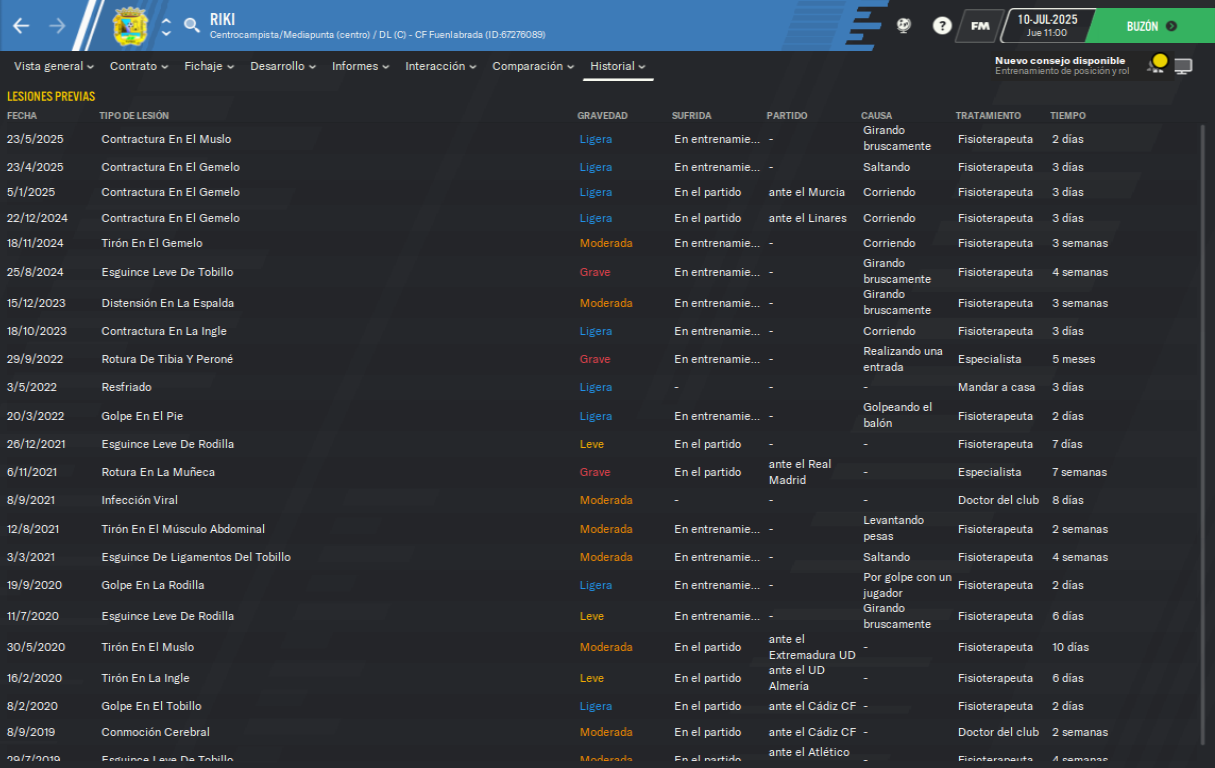 RIKI
Centrocampista/Mediapunta (centro) / DL (C) - CF Fuenlabrada (ID:67276089)
?
FM
10-JUL-2025
Jue 11:00
BUZÓN
Vista general Contrato Fichaje Desarrollo Informes Interacción Comparación Historial
Nuevo consejo disponible
Entrenamiento de posición y rol
LESIONES PREVIAS
FECHA TIPO DE LESIÓN GRAVEDAD SUFRIDA PARTIDO CAUSA TRATAMIENTO TIEMPO
23/5/2025 Contractura En El Muslo Ligera En entrenamie... - Girando bruscamente Fisioterapeuta 2 días
23/4/2025 Contractura En El Gemelo Ligera En entrenamie... - Saltando Fisioterapeuta 3 días
5/1/2025 Contractura En El Gemelo Ligera En el partido ante el Murcia Corriendo Fisioterapeuta 3 días
22/12/2024 Contractura En El Gemelo Ligera En el partido ante el Linares Corriendo Fisioterapeuta 3 días
18/11/2024 Tirón En El Gemelo Moderada En entrenamie... - Corriendo Fisioterapeuta 3 semanas
25/8/2024 Esguince Leve De Tobillo Grave En entrenamie... - Girando bruscamente Fisioterapeuta 4 semanas
15/12/2023 Distensión En La Espalda Moderada En entrenamie... - Girando bruscamente Fisioterapeuta 3 semanas
18/10/2023 Contractura En La Ingle Ligera En entrenamie... - Corriendo Fisioterapeuta 3 días
29/9/2022 Rotura De Tibia Y Peroné Grave En entrenamie... - Realizando una entrada Especialista 5 meses
3/5/2022 Resfriado Ligera - - - Mandar a casa 3 días
20/3/2022 Golpe En El Pie Ligera En entrenamie... - Golpeando el balón Fisioterapeuta 2 días
26/12/2021 Esguince Leve De Rodilla Leve En el partido - - Fisioterapeuta 7 días
6/11/2021 Rotura En La Muñeca Grave En el partido ante el Real Madrid - Especialista 7 semanas
8/9/2021 Infección Viral Moderada - - - Doctor del club 8 días
12/8/2021 Tirón En El Músculo Abdominal Moderada En entrenamie... - Levantando pesas Fisioterapeuta 2 semanas
3/3/2021 Esguince De Ligamentos Del Tobillo Moderada En entrenamie... - Saltando Fisioterapeuta 4 semanas
19/9/2020 Golpe En La Rodilla Ligera En entrenamie... - Por golpe con un jugador Fisioterapeuta 2 días
11/7/2020 Esguince Leve De Rodilla Leve En entrenamie... - Girando bruscamente Fisioterapeuta 6 días
30/5/2020 Tirón En El Muslo Moderada En el partido ante el Extremadura UD - Fisioterapeuta 10 días
16/2/2020 Tirón En La Ingle Leve En el partido ante el UD Almería - Fisioterapeuta 6 días
8/2/2020 Golpe En El Tobillo Ligera En el partido ante el Cádiz CF - Fisioterapeuta 2 días
8/9/2019 Conmoción Cerebral Moderada En el partido ante el Cádiz CF - Doctor del club 2 semanas
29/7/2019 Esguince Leve De Tobillo Moderada En el partido ante el Atlético - Fisioterapeuta 4 semanas